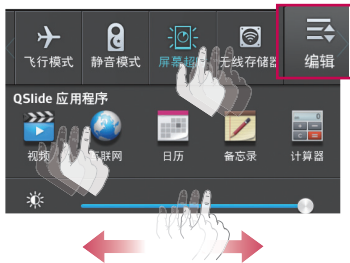 飞行模式 静音模式 屏幕超 无线存储器 编辑
QSlide 应用程序
视频 互联网 日历 备忘录 计算器